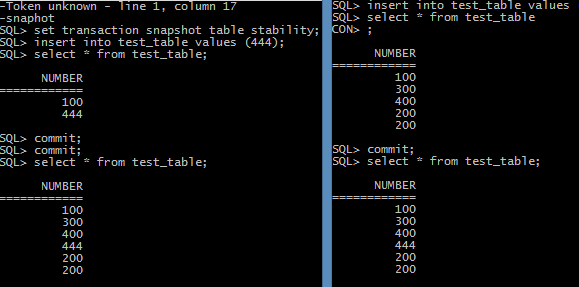 -Token unknown - line 1, column 17
-snaphot
SQL> set transaction snapshot table stability;
SQL> insert into test_table values (444);
SQL> select * from test_table;
NUMBER
============
100
444
SQL> commit;
SQL> commit;
SQL> select * from test_table;
NUMBER
============
100
300
400
444
200
200
SQL> insert into test_table values
SQL> select * from test_table
CON> ;
NUMBER
============
100
300
400
200
200
SQL> commit;
SQL> select * from test_table;
NUMBER
============
100
300
400
444
200
200